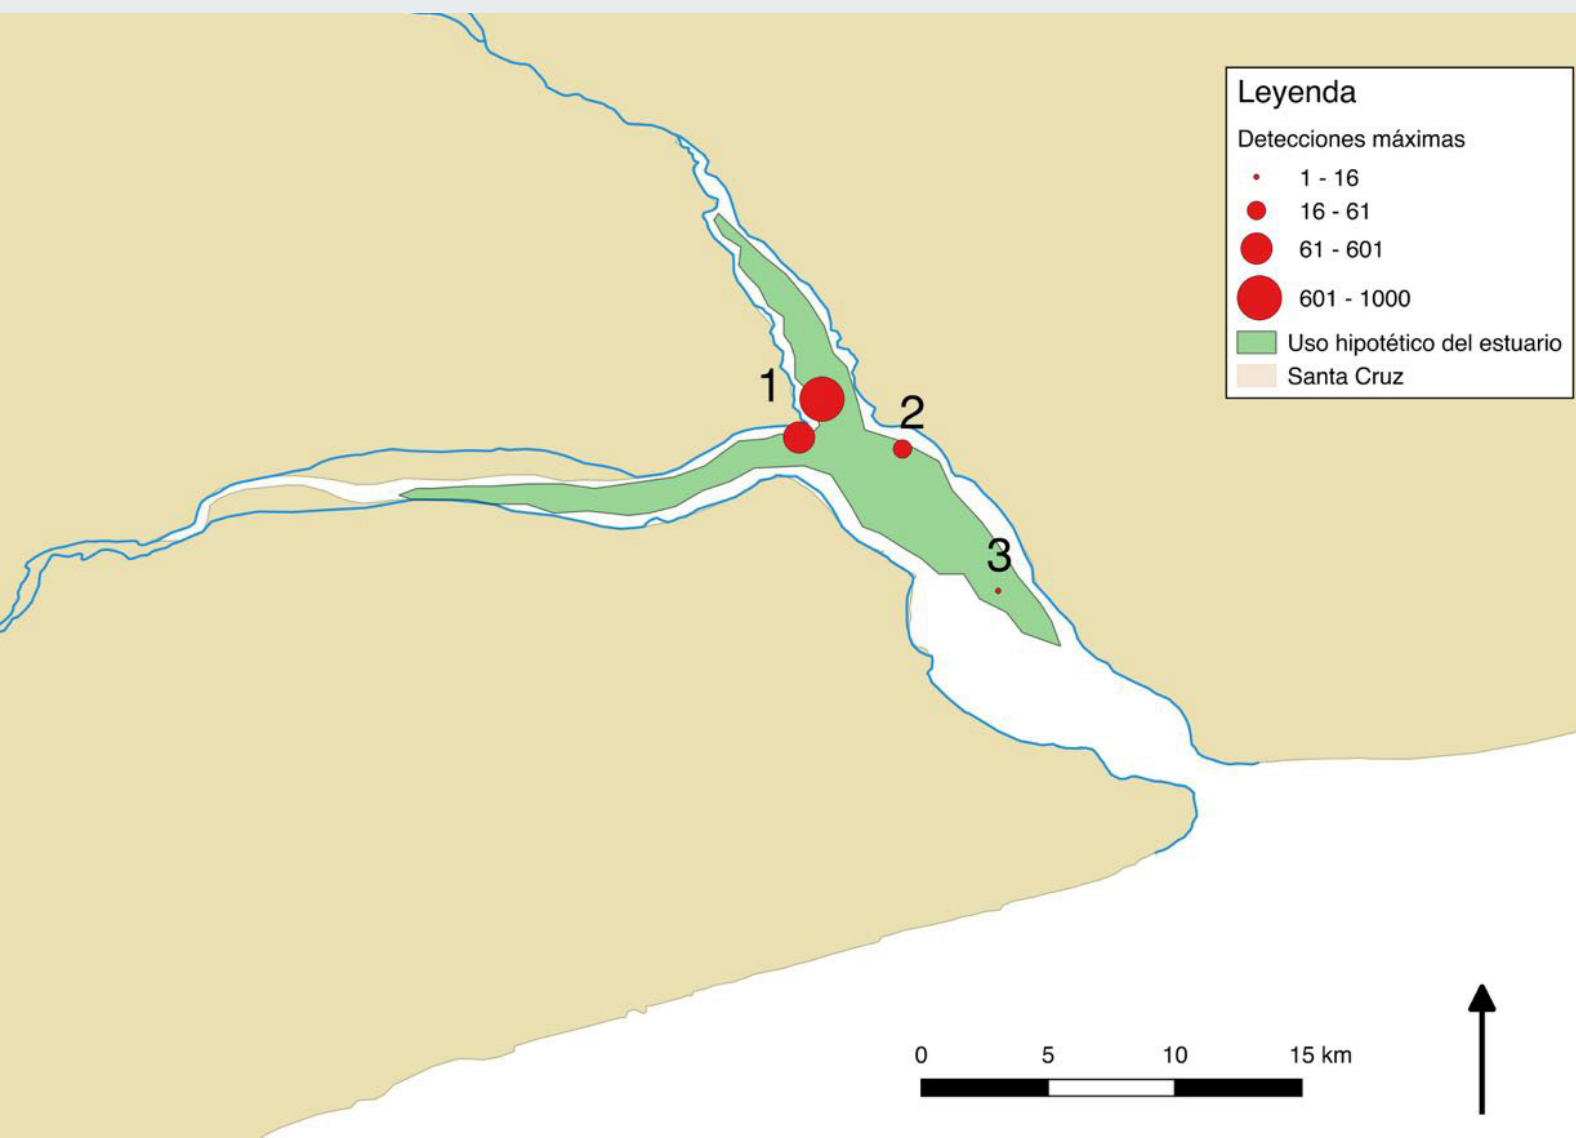 Leyenda
Detecciones máximas
1 - 16
16 - 61
61 - 601
601 - 1000
Uso hipotético del estuario
Santa Cruz
1
2
3
0 5 10 15 km